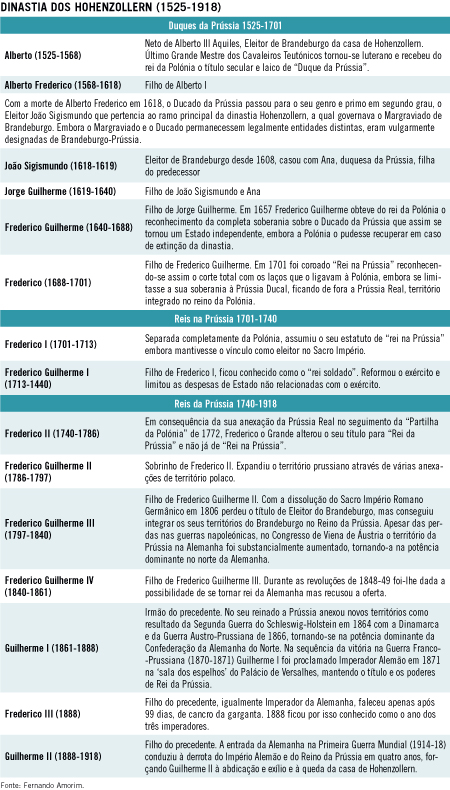 DINASTIA DOS HOHENZOLLERN (1525-1918)
Duques da Prússia 1525-1701
Alberto (1525-1568)
Neto de Alberto III Aquiles, Eleitor de Brandeburgo da casa de Hohenzollern.
Último Grande Mestre dos Cavaleiros Teutónicos tornou-se luterano e recebeu do
rei da Polónia o título secular e laico de “Duque da Prússia”.
Alberto Frederico (1568-1618)
Filho de Alberto I
Com a morte de Alberto Frederico em 1618, o Ducado da Prússia passou para o seu genro e primo em segundo grau, o
Eleitor João Sigismundo que pertencia ao ramo principal da dinastia Hohenzollern, a qual governava o Margraviado de
Brandeburgo. Embora o Margraviado e o Ducado permanecessem legalmente entidades distintas, eram vulgarmente
designadas de Brandeburgo-Prússia.
João Sigismundo (1618-1619)
Eleitor de Brandeburgo desde 1608, casou com Ana, duquesa da Prússia, filha
do predecessor
Jorge Guilherme (1619-1640)
Filho de João Sigismundo e Ana
Frederico Guilherme (1640-1688)
Filho de Jorge Guilherme. Em 1657 Frederico Guilherme obteve do rei da Polónia o
reconhecimento da completa soberania sobre o Ducado da Prússia que assim se
tornou um Estado independente, embora a Polónia o pudesse recuperar em caso
de extinção da dinastia.
Frederico (1688-1701)
Filho de Frederico Guilherme. Em 1701 foi coroado “Rei na Prússia” reconhecen-
do-se assim o corte total com os laços que o ligavam à Polónia, embora se limi-
tasse a sua soberania à Prússia Ducal, ficando de fora a Prússia Real, território
integrado no reino da Polónia.
Reis na Prússia 1701-1740
Frederico I (1701-1713)
Separada completamente da Polónia, assumiu o seu estatuto de “rei na Prússia”
embora mantivesse o vínculo como eleitor no Sacro Império.
Frederico Guilherme I
(1713-1440)
Filho de Frederico I, ficou conhecido como o “rei soldado”. Reformou o exército e
limitou as despesas de Estado não relacionadas com o exército.
Reis da Prússia 1740-1918
Frederico II (1740-1786)
Em consequência da sua anexação da Prússia Real no seguimento da “Partilha
da Polónia” de 1772, Frederico o Grande alterou o seu título para “Rei da
Prússia” e não já de “Rei na Prússia”.
Frederico Guilherme II
(1786-1797)
Sobrinho de Frederico II. Expandiu o território prussiano através de várias anexa-
ções de território polaco.
Frederico Guilherme III
(1797-1840)
Filho de Frederico Guilherme II. Com a dissolução do Sacro Império Romano
Germânico em 1806 perdeu o título de Eleitor do Brandeburgo, mas conseguiu
integrar os seus territórios do Brandeburgo no Reino da Prússia. Apesar das per-
das nas guerras napoleónicas, no Congresso de Viena de Áustria o território da
Prússia na Alemanha foi substancialmente aumentado, tornando-a na potência
dominante no norte da Alemanha.
Frederico Guilherme IV
(1840-1861)
Filho de Frederico Guilherme III. Durante as revoluções de 1848-49 foi-lhe dada a
possibilidade de se tornar rei da Alemanha mas recusou a oferta.
Guilherme I (1861-1888)
Irmão do precedente. No seu reinado a Prússia anexou novos territórios como
resultado da Segunda Guerra do Schleswig-Holstein em 1864 com a Dinamarca
e da Guerra Austro-Prussiana de 1866, tornando-se na potência dominante da
Confederação da Alemanha do Norte. Na sequência da vitória na Guerra Franco-
-Prussiana (1870-1871) Guilherme I foi proclamado Imperador Alemão em 1871
na ‘sala dos espelhos’ do Palácio de Versalhes, mantendo o título e os poderes
de Rei da Prússia.
Frederico III (1888)
Filho do precedente, igualmente Imperador da Alemanha, faleceu apenas após
99 dias, de cancro da garganta. 1888 ficou por isso conhecido como o ano dos
três imperadores.
Guilherme II (1888-1918)
Filho do precedente. A entrada da Alemanha na Primeira Guerra Mundial (1914-18)
conduziu à derrota do Império Alemão e do Reino da Prússia em quatro anos, for-
çando Guilherme II à abdicação e exílio e à queda da casa de Hohenzollern.
Fonte: Fernando Amorim.